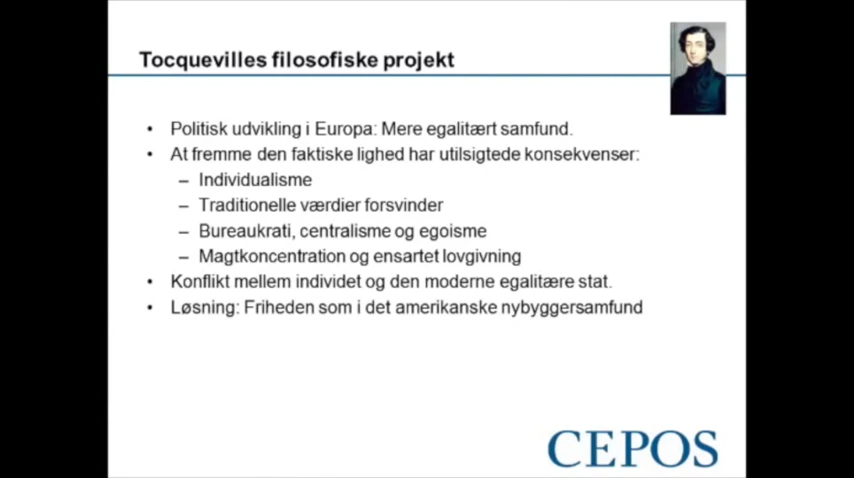 Tocquevilles filosofiske projekt
• Politisk udvikling i Europa: Mere egalitært samfund.
• At fremme den faktiske lighed har utilsigtede konsekvenser:
– Individualisme
– Traditionelle værdier forsvinder
– Bureaukrati, centralisme og egoisme
– Magtkoncentration og ensartet lovgivning
• Konflikt mellem individet og den moderne egalitære stat.
• Løsning: Friheden som i det amerikanske nybyggersamfund
CEPOS